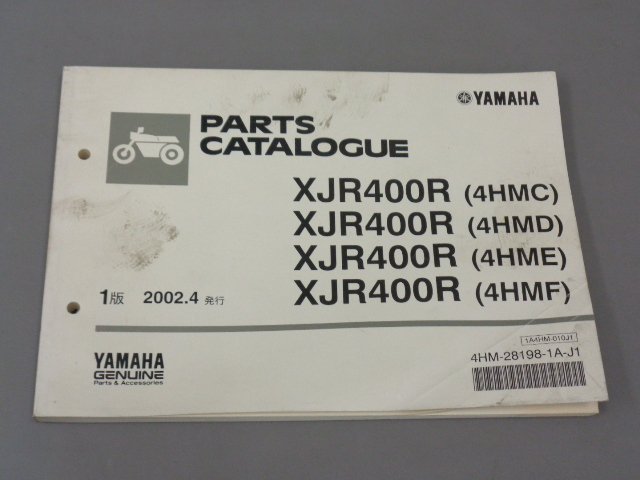 YAMAHA
PARTS
CATALOGUE
XJR400R (4HMC)
XJR400R (4HMD)
XJR400R (4HME)
XJR400R (4HMF)
1版 2002.4 発行
1A4HM-010J1
4HM-28198-1A-J1
YAMAHA
GENUINE
Parts & Accessories